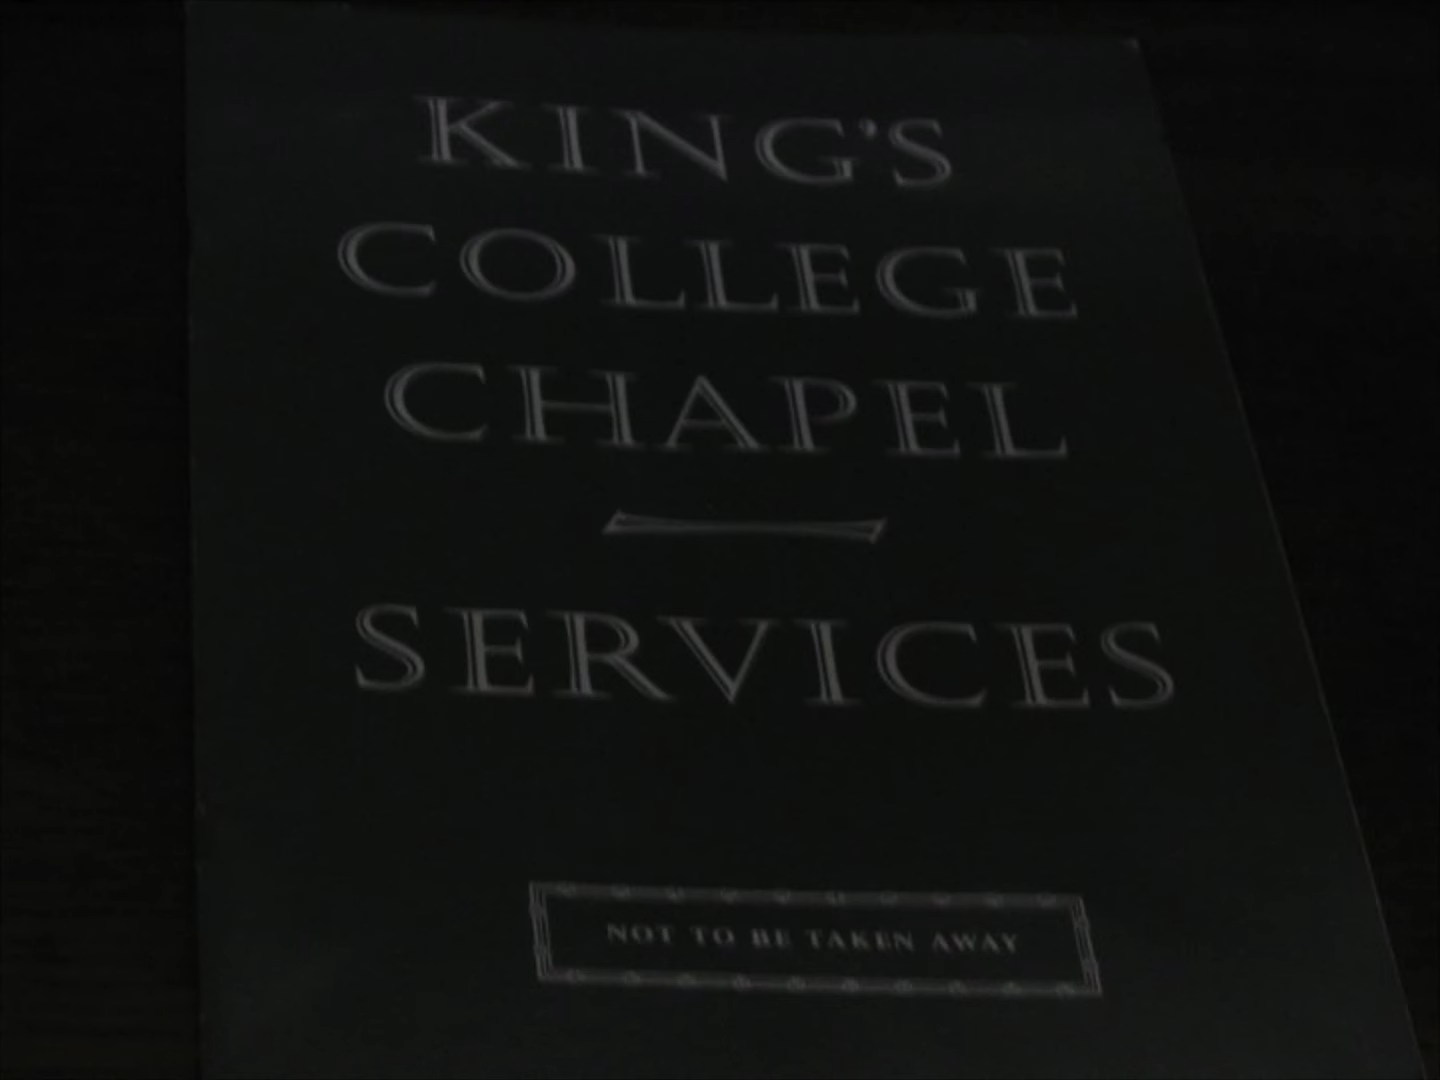 KING'S
COLLEGE
CHAPEL
SERVICES
NOT TO BE TAKEN AWAY